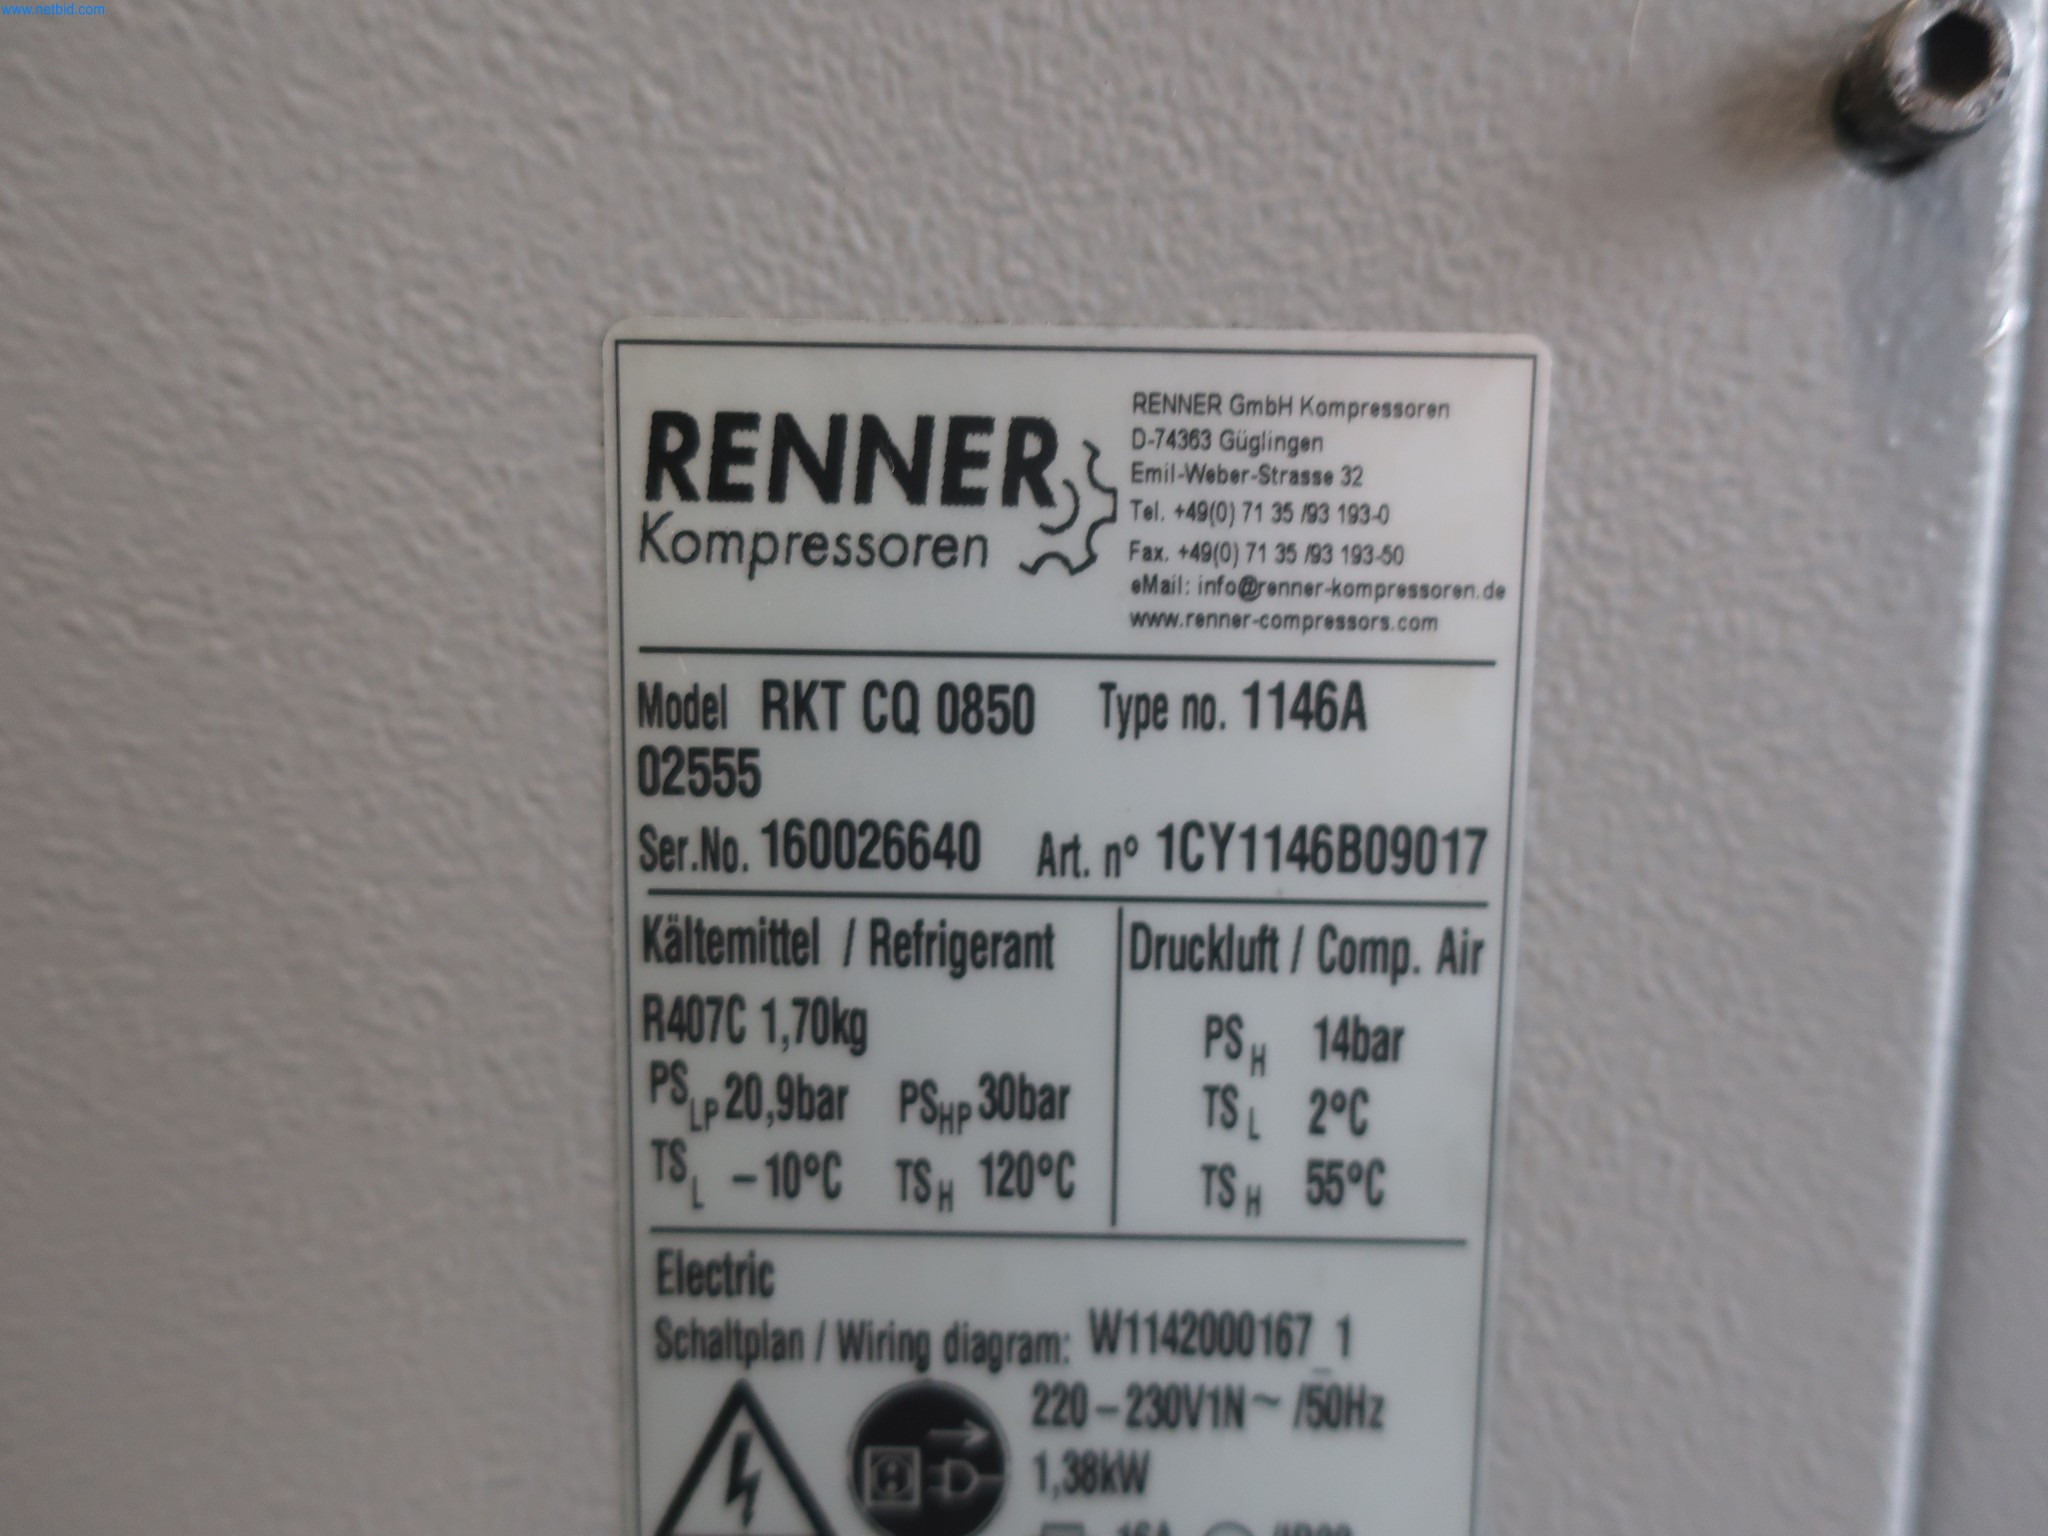 www.netbid.com
RENNER
Kompressoren
RENNER GmbH Kompressoren
D-74363 Güglingen
Emil-Weber-Strasse 32
Tel. +49(0) 71 35 /93 193-0
Fax. +49(0) 71 35 /93 193-50
eMail: info@renner-kompressoren.de
www.renner-compressors.com
Model RKT CQ 0850 Type no. 1146A
02555
Ser.No. 160026640 Art. nº 1CY1146B09017
Kältemittel / Refrigerant
R407C 1,70kg
PS LP 20,9bar PS HP 30bar
TS L -10°C TS H 120°C
Druckluft / Comp. Air
PS H 14bar
TS L 2°C
TS H 55°C
Electric
Schaltplan / Wiring diagram: W1142000167_1
220-230V1N~ /50Hz
1,38kW
16A